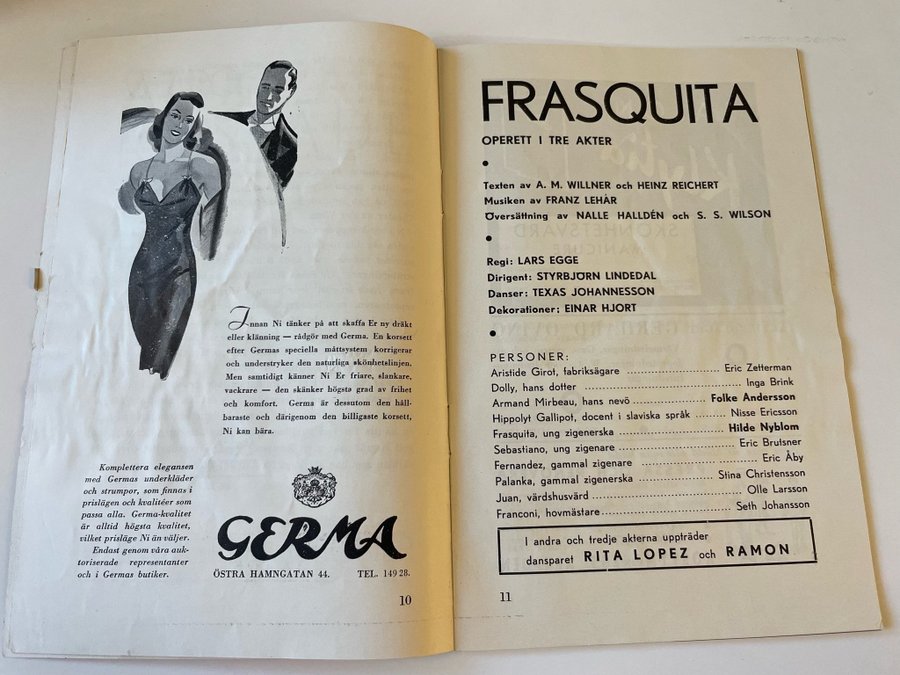 Innan Ni tänker på att skaffa Er ny dräkt
eller klänning — rådgör med Germa. En korsett
efter Germas speciella måttsystem korrigerar
och understryker den naturliga skönhetslinjen.
Men samtidigt känner Ni Er friare, slankare,
vackrare — den skänker högsta grad av frihet
och komfort. Germa är dessutom den håll-
baraste och därigenom den billigaste korsett,
Ni kan bära.
Komplettera elegansen
med Germas underkläder
och strumpor, som finnas i
prislägen och kvalitéer som
passa alla. Germa-kvalitet
är alltid högsta kvalitet,
vilket prisläge Ni än väljer.
Endast genom våra auk-
toriserade representanter
och i Germas butiker.
GERMA
ÖSTRA HAMNGATAN 44. TEL. 149 28.
10
FRASQUITA
OPERETT I TRE AKTER
Texten av A. M. WILLNER och HEINZ REICHERT
Musiken av FRANZ LEHÁR
Översättning av NALLE HALLDÉN och S. S. WILSON
Regi: LARS EGGE
Dirigent: STYRBJÖRN LINDEDAL
Danser: TEXAS JOHANNESSON
Dekorationer: EINAR HJORT
PERSONER:
Aristide Girot, fabriksägare ................ Eric Zetterman
Dolly, hans dotter ................ Inga Brink
Armand Mirbeau, hans nevö ................ Folke Andersson
Hippolyt Gallipot, docent i slaviska språk ........ Nisse Ericsson
Frasquita, ung zigenerska ................ Hilde Nyblom
Sebastiano, ung zigenare ................ Eric Brutsner
Fernandez, gammal zigenare ................ Eric Åby
Palanka, gammal zigenerska ................ Stina Christensson
Juan, värdshusvärd ................ Olle Larsson
Franconi, hovmästare ................ Seth Johansson
I andra och tredje akterna uppträder
dansparet RITA LOPEZ och RAMON
11